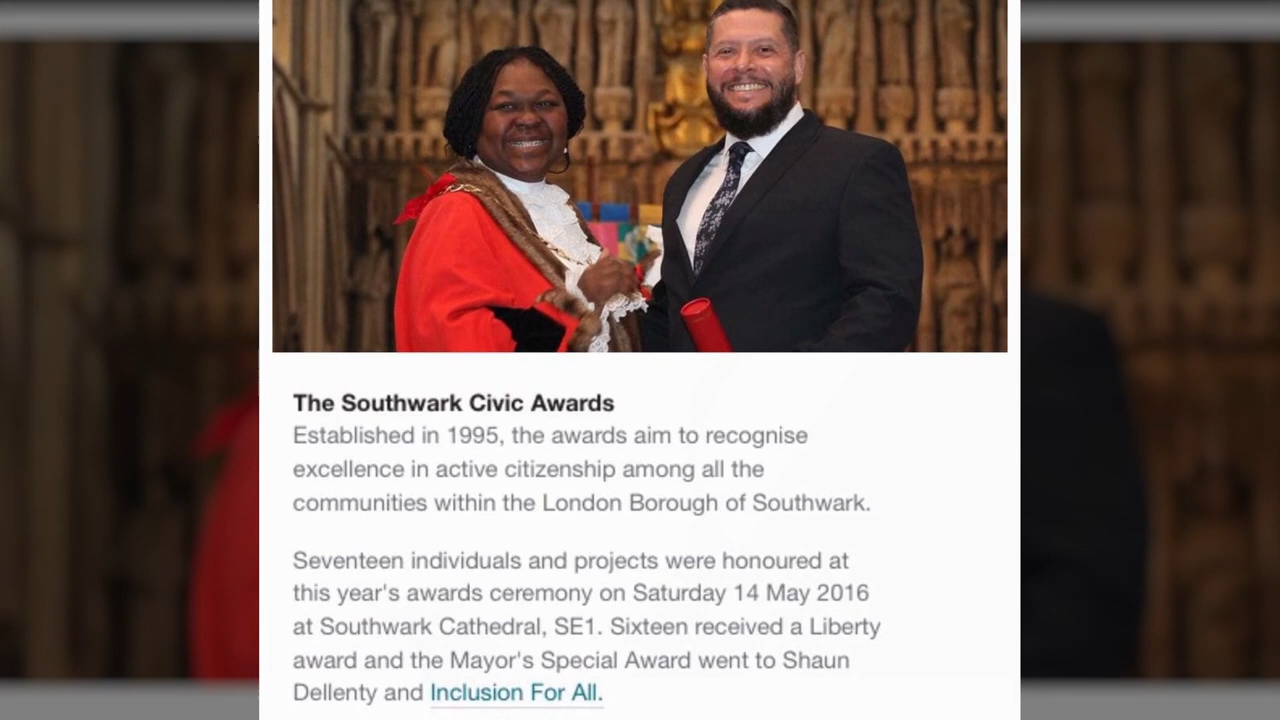 The Southwark Civic Awards
Established in 1995, the awards aim to recognise
excellence in active citizenship among all the
communities within the London Borough of Southwark.
Seventeen individuals and projects were honoured at
this year's awards ceremony on Saturday 14 May 2016
at Southwark Cathedral, SE1. Sixteen received a Liberty
award and the Mayor's Special Award went to Shaun
Dellenty and Inclusion For All.